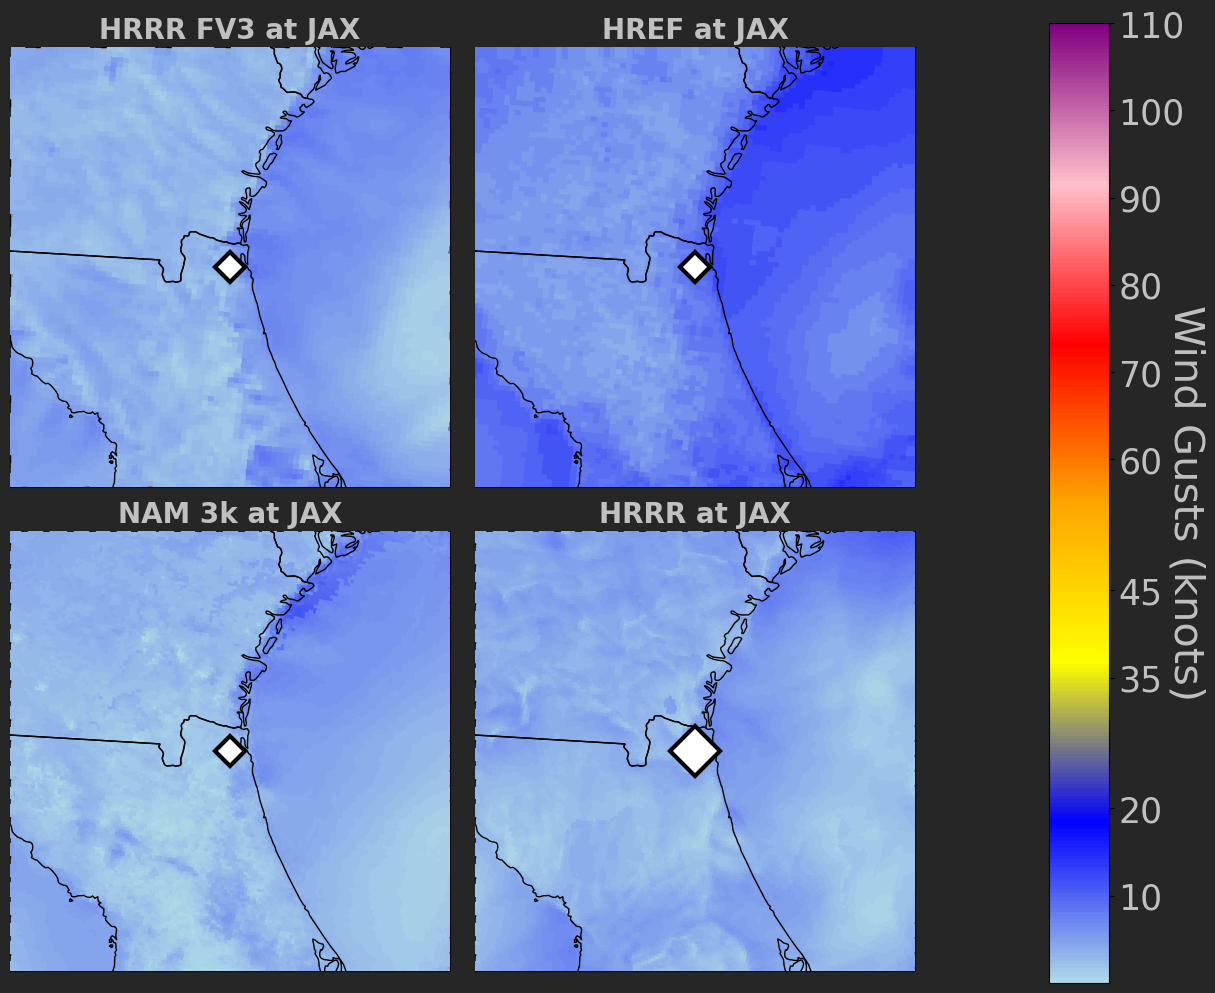 HRRR FV3 at JAX
HREF at JAX
NAM 3k at JAX
HRRR at JAX
110
100
90
80
70
60
45
35
20
10
Wind Gusts (knots)